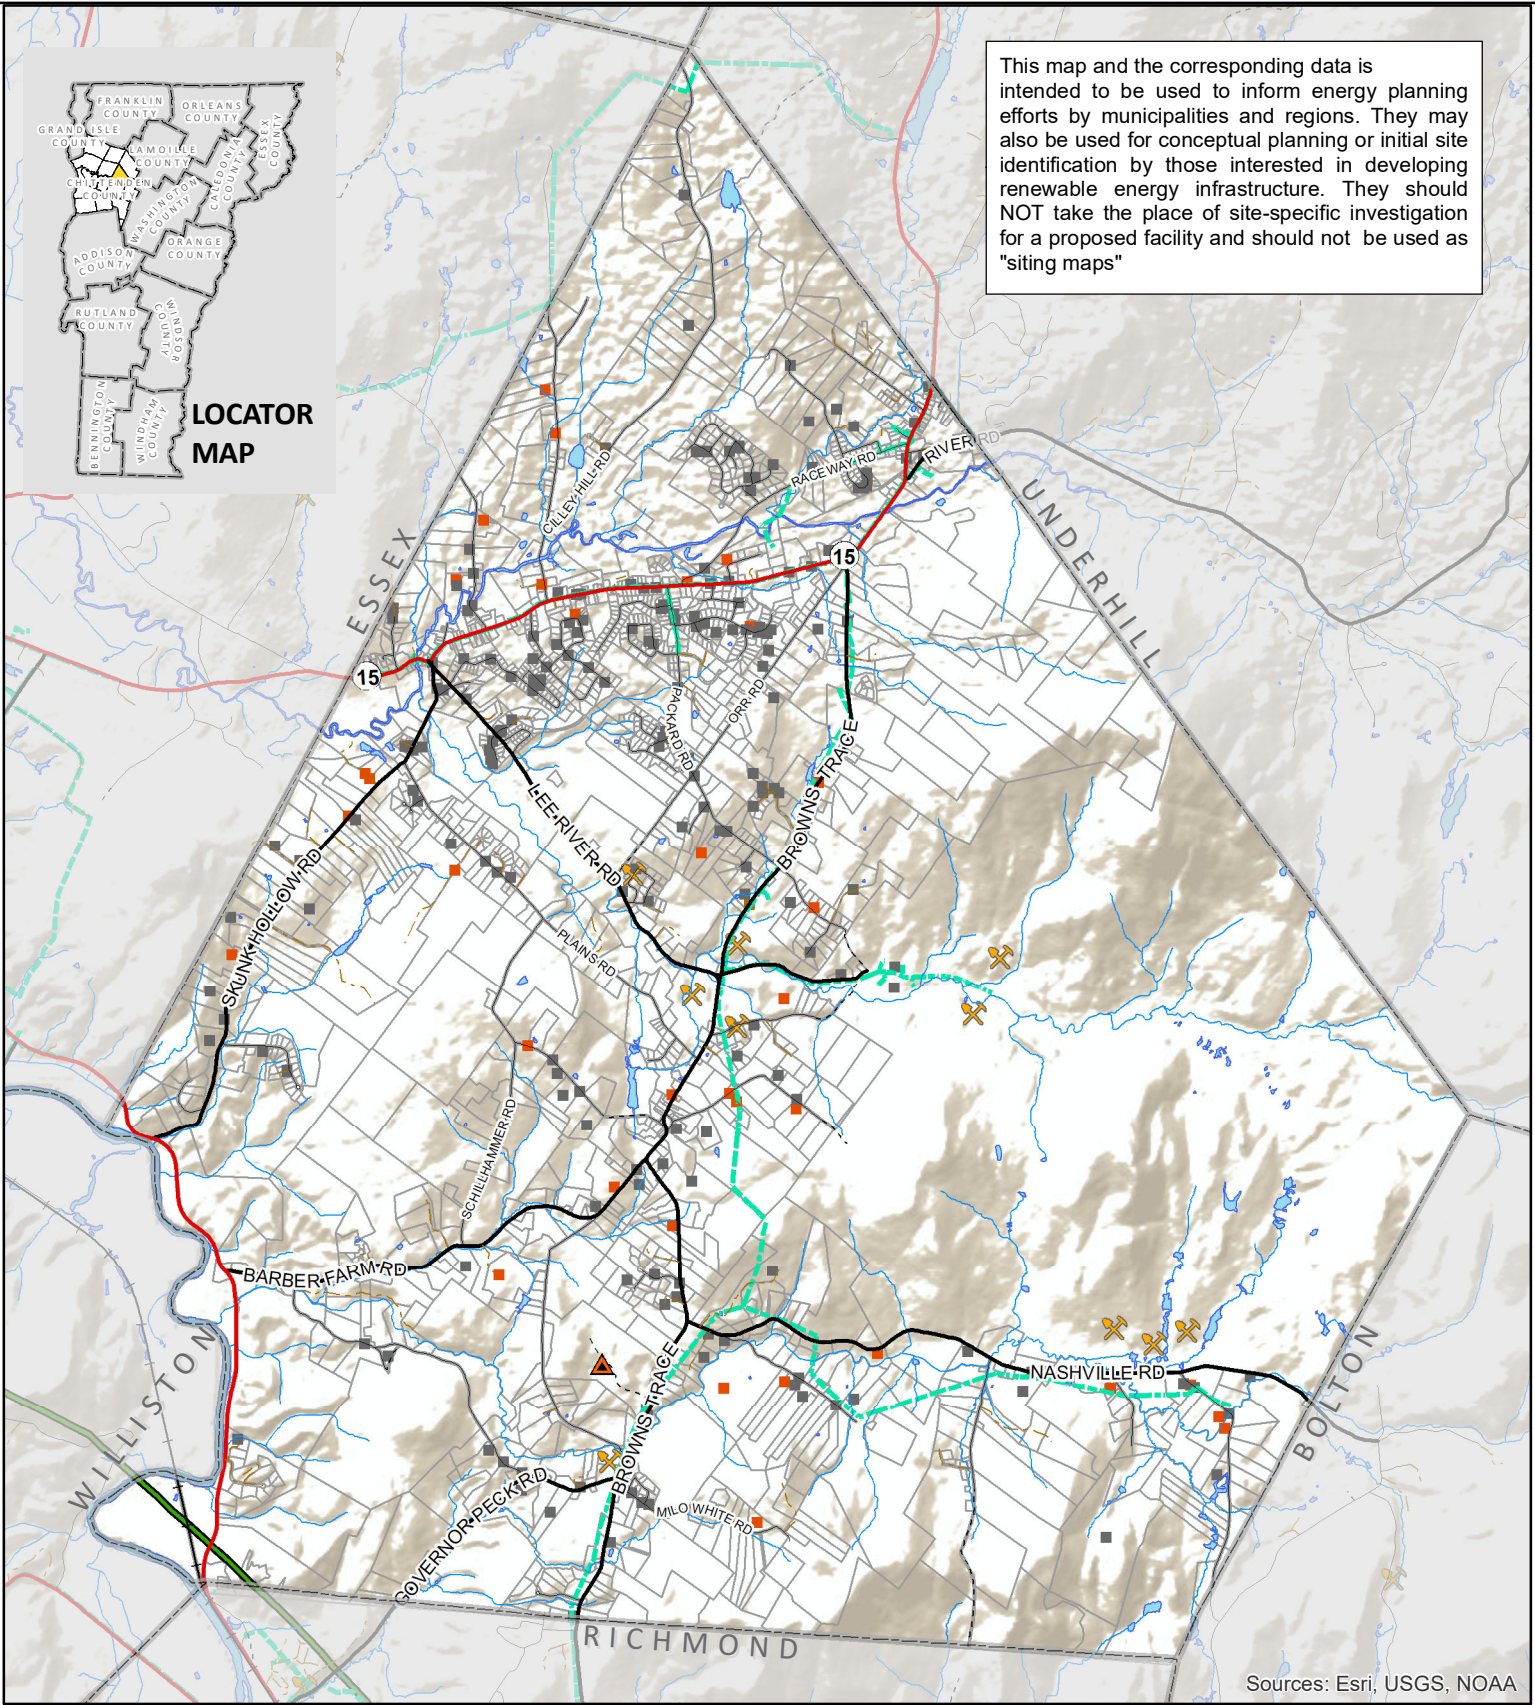 This map and the corresponding data is
intended to be used to inform energy planning
efforts by municipalities and regions. They may
also be used for conceptual planning or initial site
identification by those interested in developing
renewable energy infrastructure. They should
NOT take the place of site-specific investigation
for a proposed facility and should not be used as
"siting maps"
FRANKLIN
COUNTY
ORLEANS
COUNTY
ESSEX
COUNTY
GRAND ISLE
COUNTY
LAMOILLE
COUNTY
CALEDONIA
COUNTY
CHITTENDEN
COUNTY
WASHINGTON
COUNTY
ADDISON
COUNTY
ORANGE
COUNTY
RUTLAND
COUNTY
WINDSOR
COUNTY
BENNINGTON
COUNTY
WINDHAM
COUNTY
LOCATOR
MAP
RIVER RD
RACEWAY RD
CILLEY HILL RD
UNDERHILL
ESSEX
15
15
PACKARD RD
ORR RD
BROWNS TRACE
LEE RIVER RD
SKUNK HOLLOW RD
PLAINS RD
SCHILLHAMMER RD
BARBER FARM RD
WILLISTON
NASHVILLE RD
BOLTON
BROWNS TRACE
GOVERNOR PECK RD
MILO WHITE RD
RICHMOND
Sources: Esri, USGS, NOAA